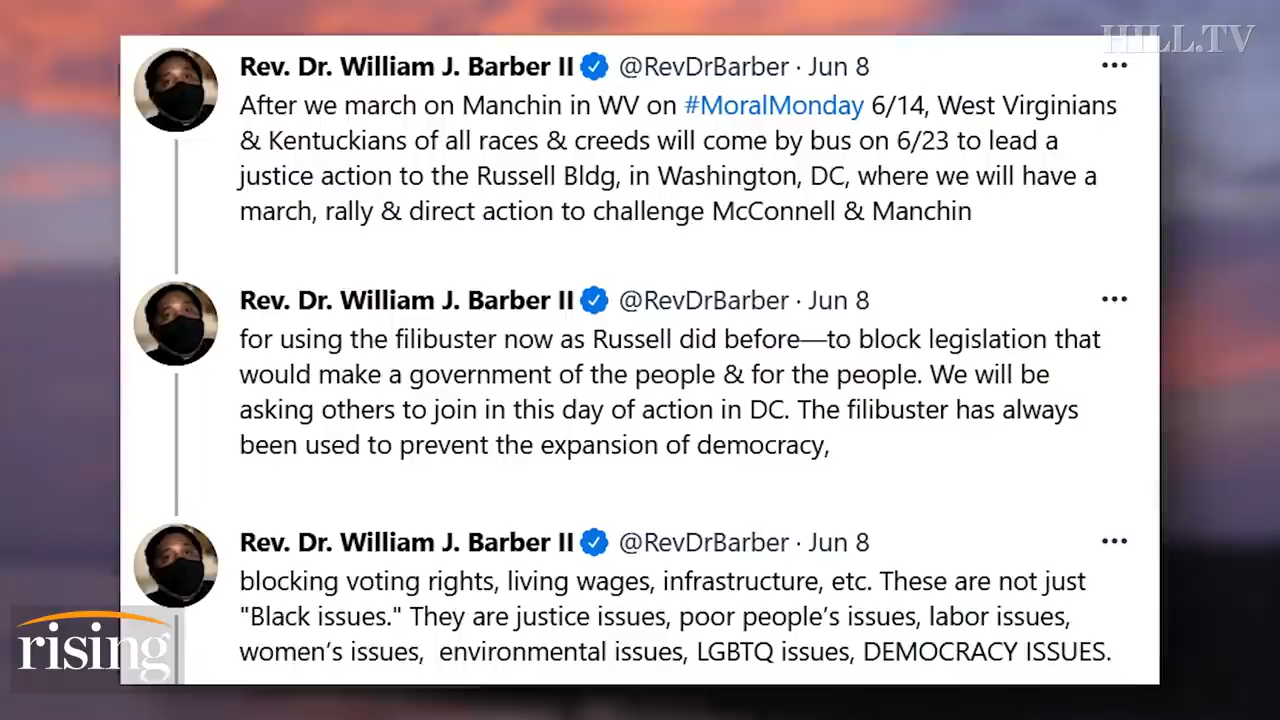 HILL.TV
Rev. Dr. William J. Barber II @RevDrBarber · Jun 8
After we march on Manchin in WV on #MoralMonday 6/14, West Virginians
& Kentuckians of all races & creeds will come by bus on 6/23 to lead a
justice action to the Russell Bldg, in Washington, DC, where we will have a
march, rally & direct action to challenge McConnell & Manchin
Rev. Dr. William J. Barber II @RevDrBarber · Jun 8
for using the filibuster now as Russell did before—to block legislation that
would make a government of the people & for the people. We will be
asking others to join in this day of action in DC. The filibuster has always
been used to prevent the expansion of democracy,
Rev. Dr. William J. Barber II @RevDrBarber · Jun 8
blocking voting rights, living wages, infrastructure, etc. These are not just
"Black issues." They are justice issues, poor people’s issues, labor issues,
women’s issues,  environmental issues, LGBTQ issues, DEMOCRACY ISSUES.
rising